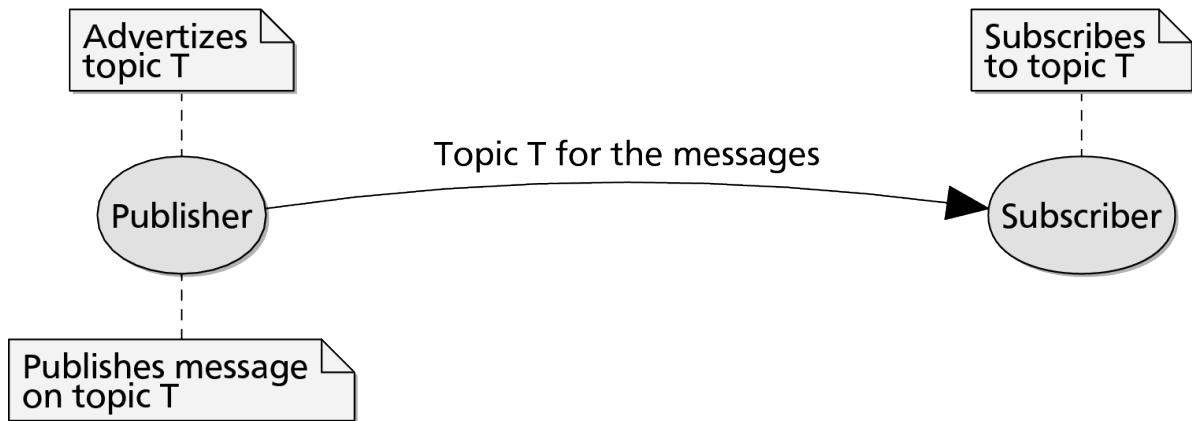 Advertizes
topic T
Subscribes
to topic T
Topic T for the messages
Publisher
Subscriber
Publishes message
on topic T